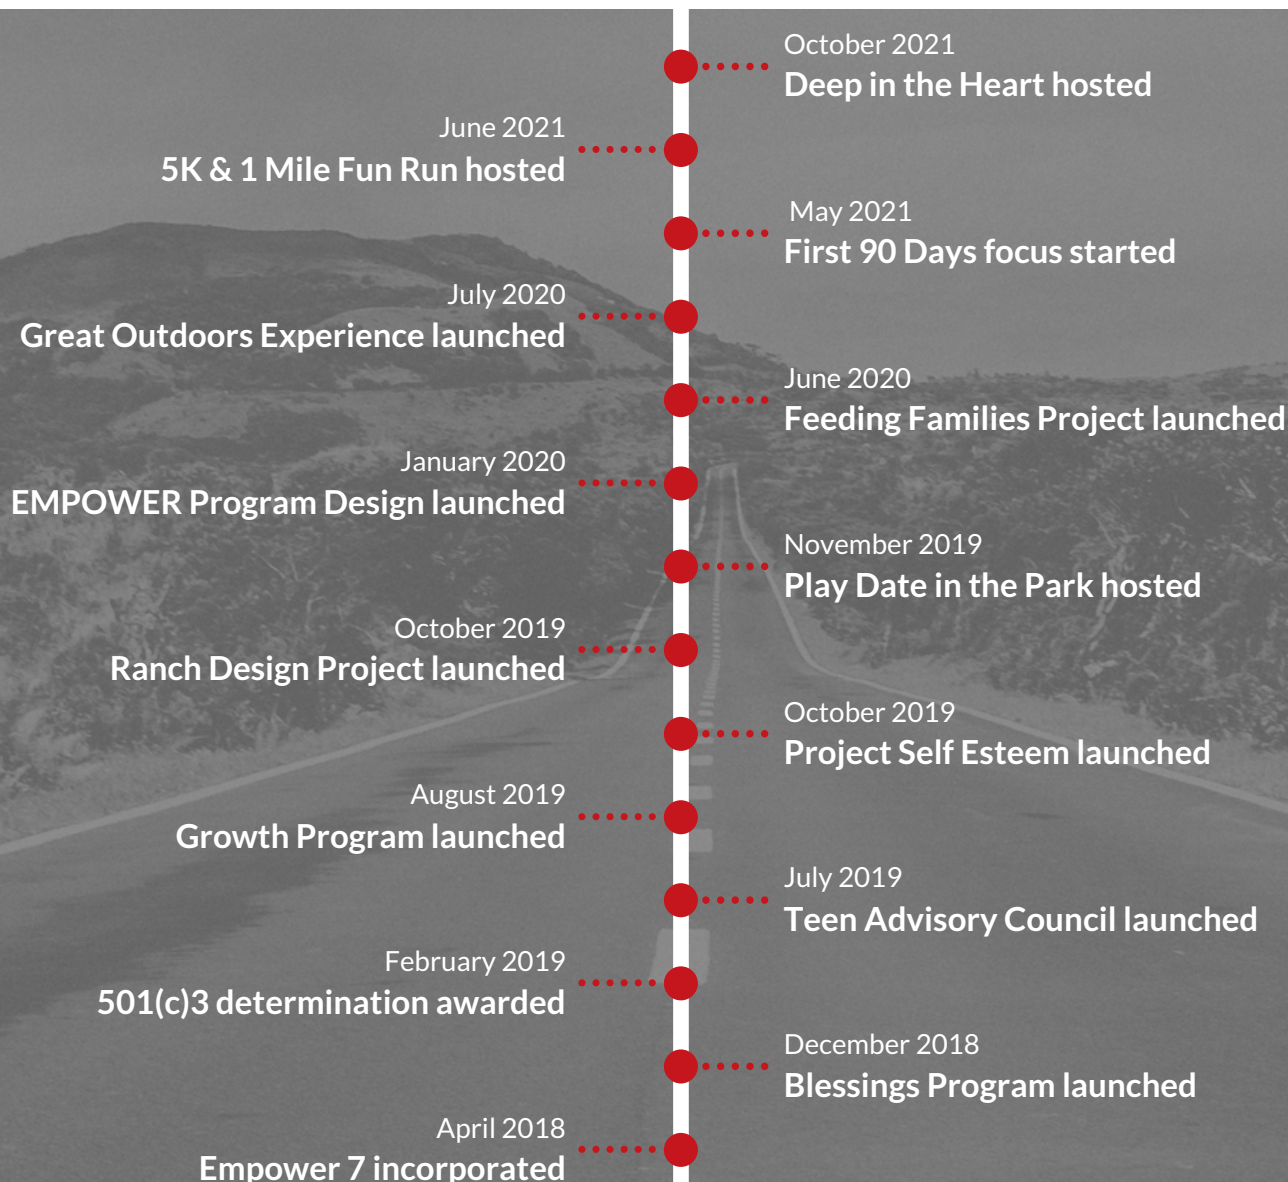 October 2021
Deep in the Heart hosted
June 2021
5K & 1 Mile Fun Run hosted
May 2021
First 90 Days focus started
July 2020
Great Outdoors Experience launched
June 2020
Feeding Families Project launched
January 2020
EMPOWER Program Design launched
November 2019
Play Date in the Park hosted
October 2019
Ranch Design Project launched
October 2019
Project Self Esteem launched
August 2019
Growth Program launched
July 2019
Teen Advisory Council launched
February 2019
501(c)3 determination awarded
December 2018
Blessings Program launched
April 2018
Empower 7 incorporated